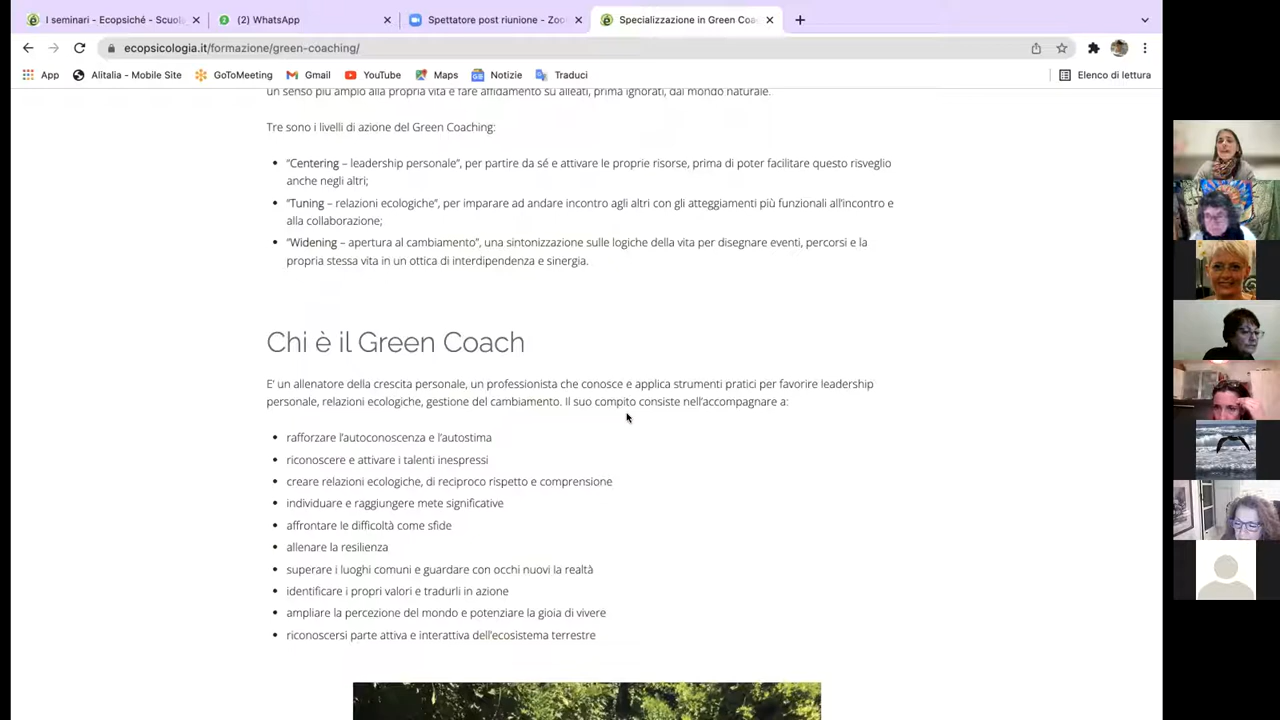 I seminari - Ecopsiché - Scuola
(2) WhatsApp
Spettatore post riunione - Zoo
Specializzazione in Green Coa
ecopsicologia.it/formazione/green-coaching/
App
Alitalia - Mobile Site
GoToMeeting
Gmail
YouTube
Maps
Notizie
Traduci
Elenco di lettura
un senso più ampio alla propria vita e fare affidamento su alleati, prima ignorati, dal mondo naturale.
Tre sono i livelli di azione del Green Coaching:
"Centering – leadership personale", per partire da sé e attivare le proprie risorse, prima di poter facilitare questo risveglio
anche negli altri;
"Tuning – relazioni ecologiche", per imparare ad andare incontro agli altri con gli atteggiamenti più funzionali all'incontro e
alla collaborazione;
"Widening – apertura al cambiamento", una sintonizzazione sulle logiche della vita per disegnare eventi, percorsi e la
propria stessa vita in un ottica di interdipendenza e sinergia.
Chi è il Green Coach
E' un allenatore della crescita personale, un professionista che conosce e applica strumenti pratici per favorire leadership
personale, relazioni ecologiche, gestione del cambiamento. Il suo compito consiste nell'accompagnare a:
rafforzare l'autoconoscenza e l'autostima
riconoscere e attivare i talenti inespressi
creare relazioni ecologiche, di reciproco rispetto e comprensione
individuare e raggiungere mete significative
affrontare le difficoltà come sfide
allenare la resilienza
superare i luoghi comuni e guardare con occhi nuovi la realtà
identificare i propri valori e tradurli in azione
ampliare la percezione del mondo e potenziare la gioia di vivere
riconoscersi parte attiva e interattiva dell'ecosistema terrestre